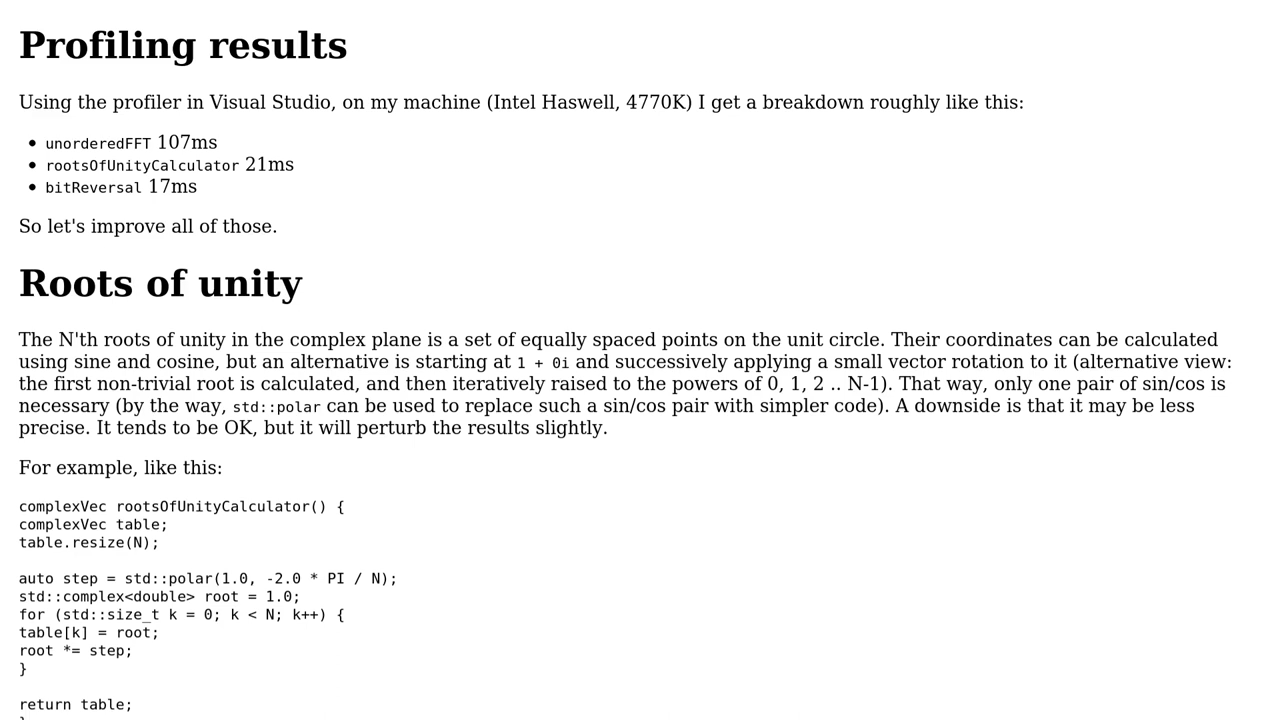 Profiling results
Using the profiler in Visual Studio, on my machine (Intel Haswell, 4770K) I get a breakdown roughly like this:
• unorderedFFT 107ms
• rootsOfUnityCalculator 21ms
• bitReversal 17ms
So let's improve all of those.
Roots of unity
The N'th roots of unity in the complex plane is a set of equally spaced points on the unit circle. Their coordinates can be calculated
using sine and cosine, but an alternative is starting at 1 + 0i and successively applying a small vector rotation to it (alternative view:
the first non-trivial root is calculated, and then iteratively raised to the powers of 0, 1, 2 .. N-1). That way, only one pair of sin/cos is
necessary (by the way, std::polar can be used to replace such a sin/cos pair with simpler code). A downside is that it may be less
precise. It tends to be OK, but it will perturb the results slightly.
For example, like this:
complexVec rootsOfUnityCalculator() {
complexVec table;
table.resize(N);
auto step = std::polar(1.0, -2.0 * PI / N);
std::complex<double> root = 1.0;
for (std::size_t k = 0; k < N; k++) {
table[k] = root;
root *= step;
}
return table;
}